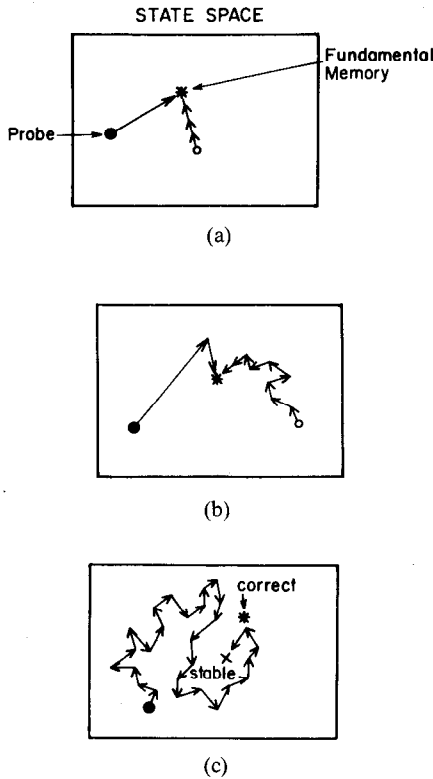 STATE SPACE
Fundamental
Memory
Probe
(a)
(b)
correct
stable
(c)